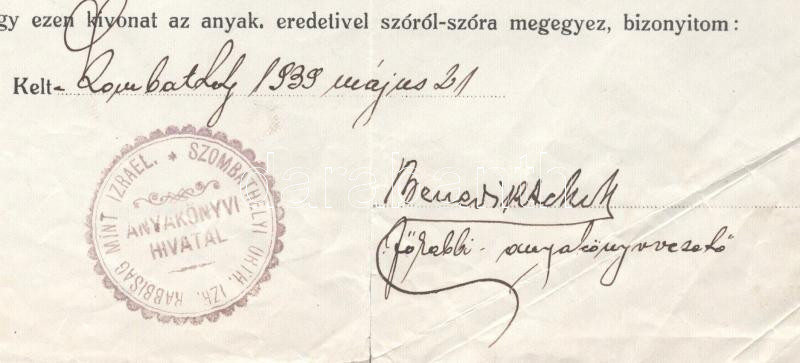 gy ezen kivonat az anyak. eredetivel szóról-szóra megegyez, bizonyitom:
Kelt. Szombathely 1939 május 21
SZOMBATHELYI ORTH. IZR. RABBISÁG MINT IZRAEL. *
ANYAKÖNYVI
HIVATAL
főrabbi - anyakönyvvezető